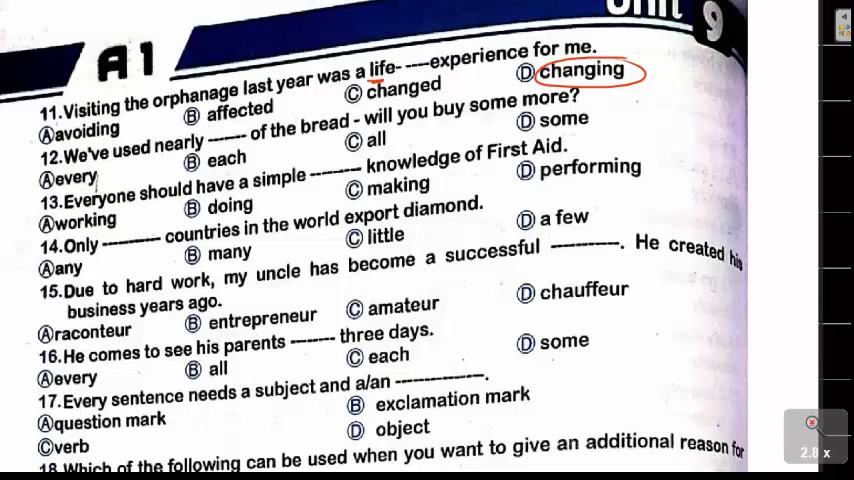 Unit 9
A1
11.Visiting the orphanage last year was a life- ----experience for me.
Ⓐavoiding Ⓑ affected Ⓒ changed Ⓓ changing
12.We've used nearly ------- of the bread - will you buy some more?
Ⓐevery Ⓑ each Ⓒ all Ⓓ some
13.Everyone should have a simple --------- knowledge of First Aid.
Ⓐworking Ⓑ doing Ⓒ making Ⓓ performing
14.Only ---------- countries in the world export diamond.
Ⓐany Ⓑ many Ⓒ little Ⓓ a few
15.Due to hard work, my uncle has become a successful ----------. He created his
business years ago.
Ⓐraconteur Ⓑ entrepreneur Ⓒ amateur Ⓓ chauffeur
16.He comes to see his parents -------- three days.
Ⓐevery Ⓑ all Ⓒ each Ⓓ some
17.Every sentence needs a subject and a/an --------------.
Ⓐquestion mark Ⓑ exclamation mark
Ⓒverb Ⓓ object
18.Which of the following can be used when you want to give an additional reason for
2.8 x